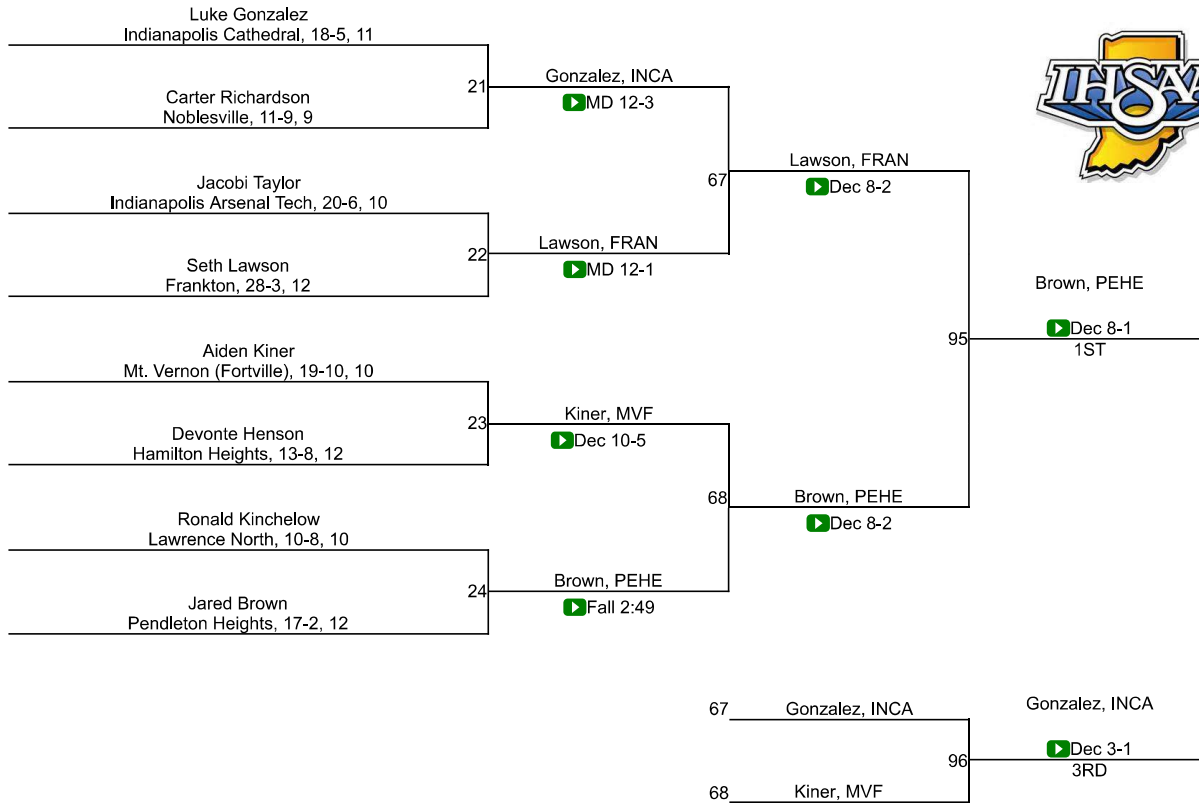 Luke Gonzalez
Indianapolis Cathedral, 18-5, 11
21
Carter Richardson
Noblesville, 11-9, 9
Gonzalez, INCA
MD 12-3
Jacobi Taylor
Indianapolis Arsenal Tech, 20-6, 10
22
Seth Lawson
Frankton, 28-3, 12
Lawson, FRAN
MD 12-1
67
Lawson, FRAN
Dec 8-2
Aiden Kiner
Mt. Vernon (Fortville), 19-10, 10
23
Devonte Henson
Hamilton Heights, 13-8, 12
Kiner, MVF
Dec 10-5
Ronald Kinchelow
Lawrence North, 10-8, 10
24
Jared Brown
Pendleton Heights, 17-2, 12
Brown, PEHE
Fall 2:49
68
Brown, PEHE
Dec 8-2
95
Brown, PEHE
Dec 8-1
1ST
IHSAA
67
Gonzalez, INCA
68
Kiner, MVF
96
Gonzalez, INCA
Dec 3-1
3RD